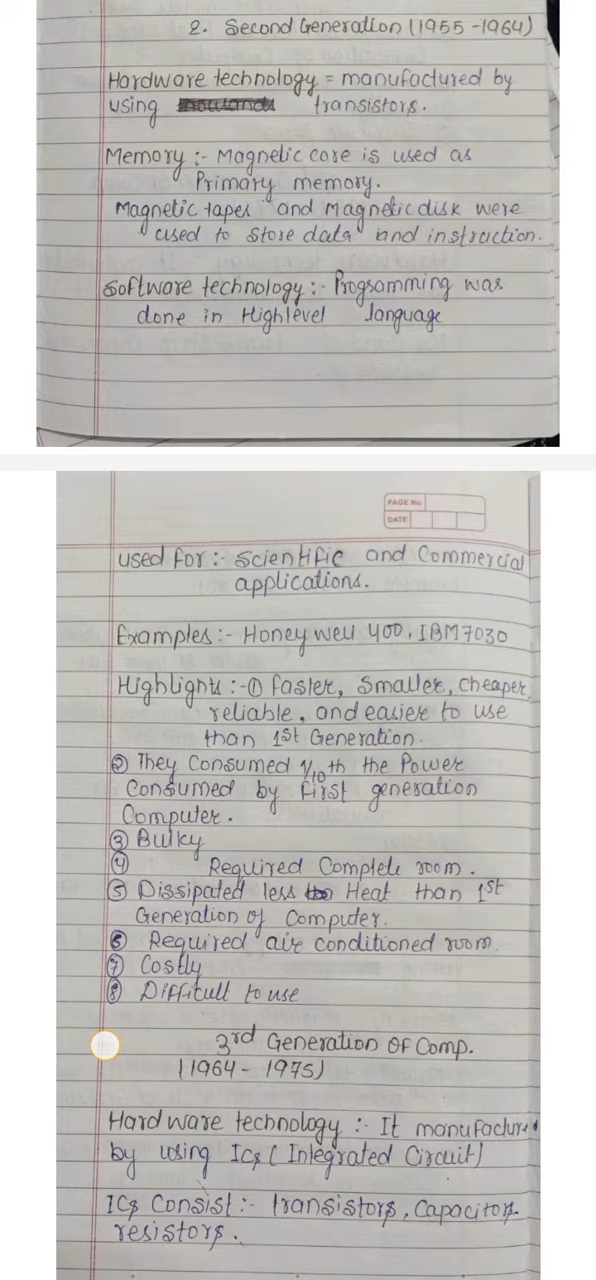 2. Second Generation (1955 -1964)
Hardware technology = manufactured by
using transistors.
Memory :- Magnetic core is used as
Primary memory.
Magnetic tapes and Magnetic disk were
used to store data and instruction.
Software technology :- Progsamming was
done in High level language
PAGE No.
DATE
used for :- Scientific and Commercial
applications.
Examples :- Honey well 400, IBM 7030
Highlights :- ① faster, Smaller, cheaper,
reliable, and easier to use
than 1st Generation.
② They Consumed 1/10 th the Power
Consumed by first generation
Computer.
③ Bulky
④ Required Complete room.
⑤ Dissipated less Heat than 1st
Generation of Computer.
⑥ Required air conditioned room.
⑦ Costly
⑧ Difficult to use
3rd Generation Of Comp.
(1964 - 1975)
Hardware technology :- It manufactured
by using ICs ( Integrated Circuit)
ICs Consist :- transistors, Capacitors
resistors.